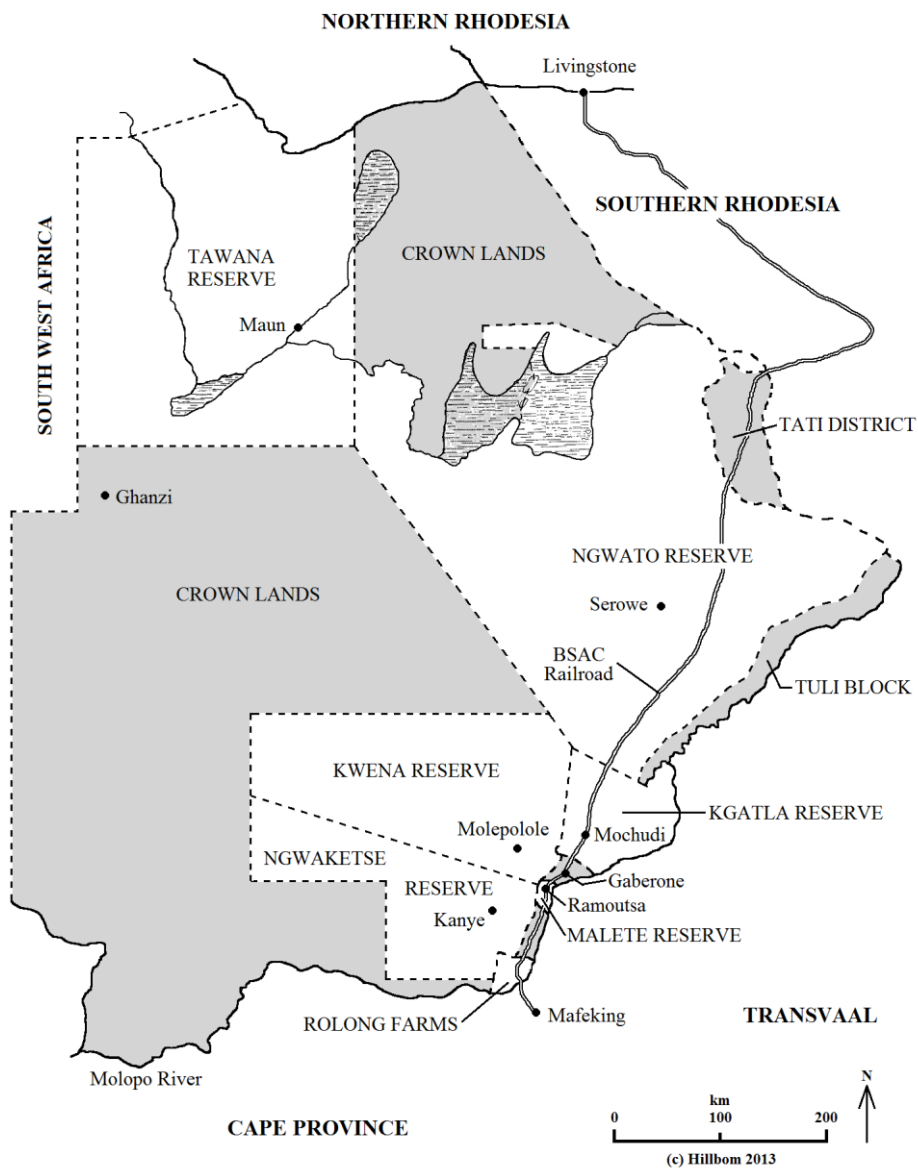 NORTHERN RHODESIA
Livingstone
SOUTHERN RHODESIA
SOUTH WEST AFRICA
TAWANA
RESERVE
CROWN LANDS
Maun
TATI DISTRICT
Ghanzi
NGWATO RESERVE
CROWN LANDS
Serowe
BSAC
Railroad
TULI BLOCK
KWENA RESERVE
KGATLA RESERVE
Molepolole
Mochudi
NGWAKETSE
RESERVE
Gaberone
Ramoutsa
Kanye
MALETE RESERVE
ROLONG FARMS
Mafeking
TRANSVAAL
Molopo River
CAPE PROVINCE
N
km
0 100 200
(c) Hillbom 2013